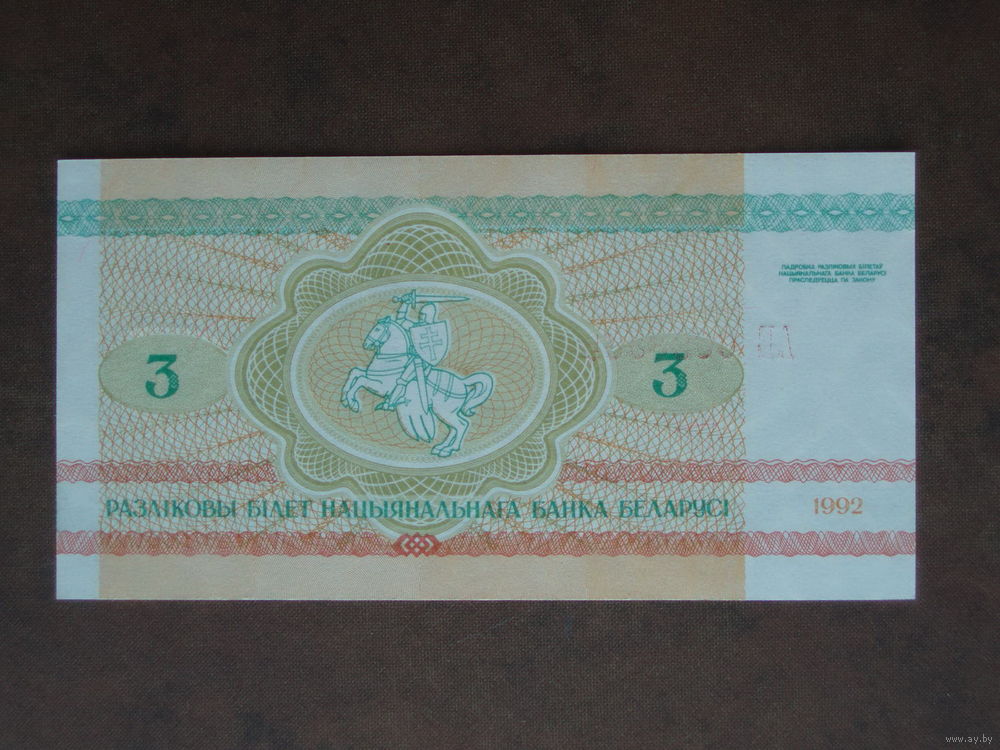 ПАДРОБКА РАЗЛІКОВЫХ БІЛЕТАЎ
НАЦЫЯНАЛЬНАГА БАНКА БЕЛАРУСІ
ПРАСЛЕДУЕЦЦА ПА ЗАКОНУ
3 3
РАЗЛІКОВЫ БІЛЕТ НАЦЫЯНАЛЬНАГА БАНКА БЕЛАРУСІ 1992
www.ay.by